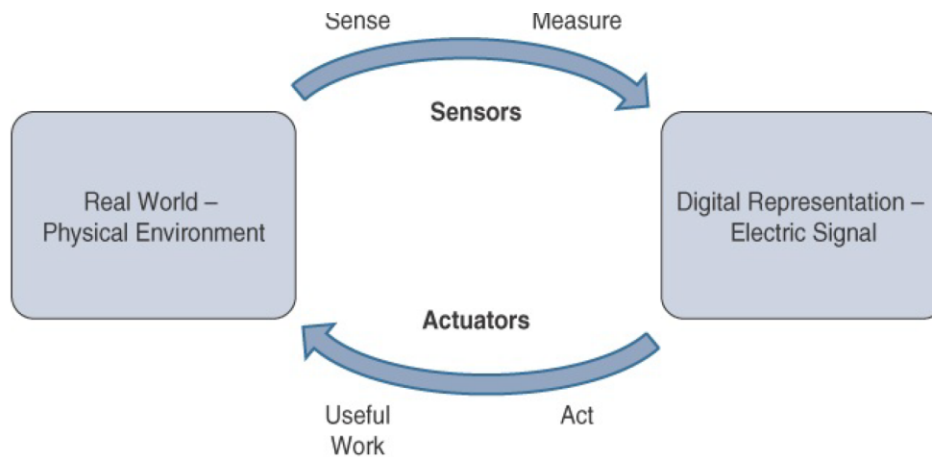 Sense
Measure
Sensors
Real World –
Physical Environment
Digital Representation –
Electric Signal
Actuators
Useful
Work
Act